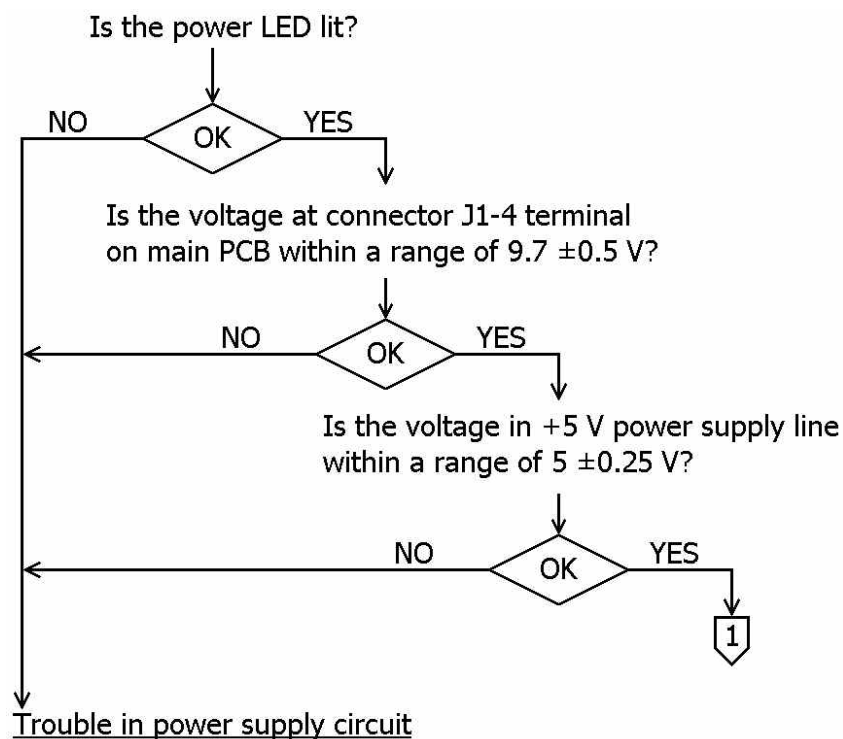 Is the power LED lit?
NO
OK
YES
Is the voltage at connector J1-4 terminal
on main PCB within a range of 9.7 ±0.5 V?
NO
OK
YES
Is the voltage in +5 V power supply line
within a range of 5 ±0.25 V?
NO
OK
YES
1
Trouble in power supply circuit